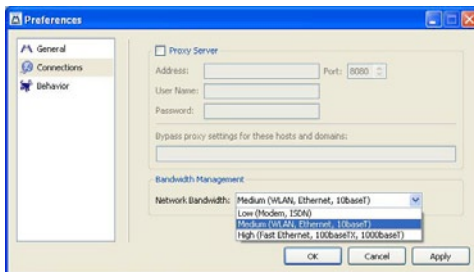 Preferences
General
Connections
Behavior
Proxy Server
Address:
Port: 8080
User Name:
Password:
Bypass proxy settings for these hosts and domains:
Bandwidth Management
Network Bandwidth: Medium (WLAN, Ethernet, 10baseT)
Low (Modem, ISDN)
Medium (WLAN, Ethernet, 10baseT)
High (Fast Ethernet, 100baseTX, 1000baseT)
OK Cancel Apply